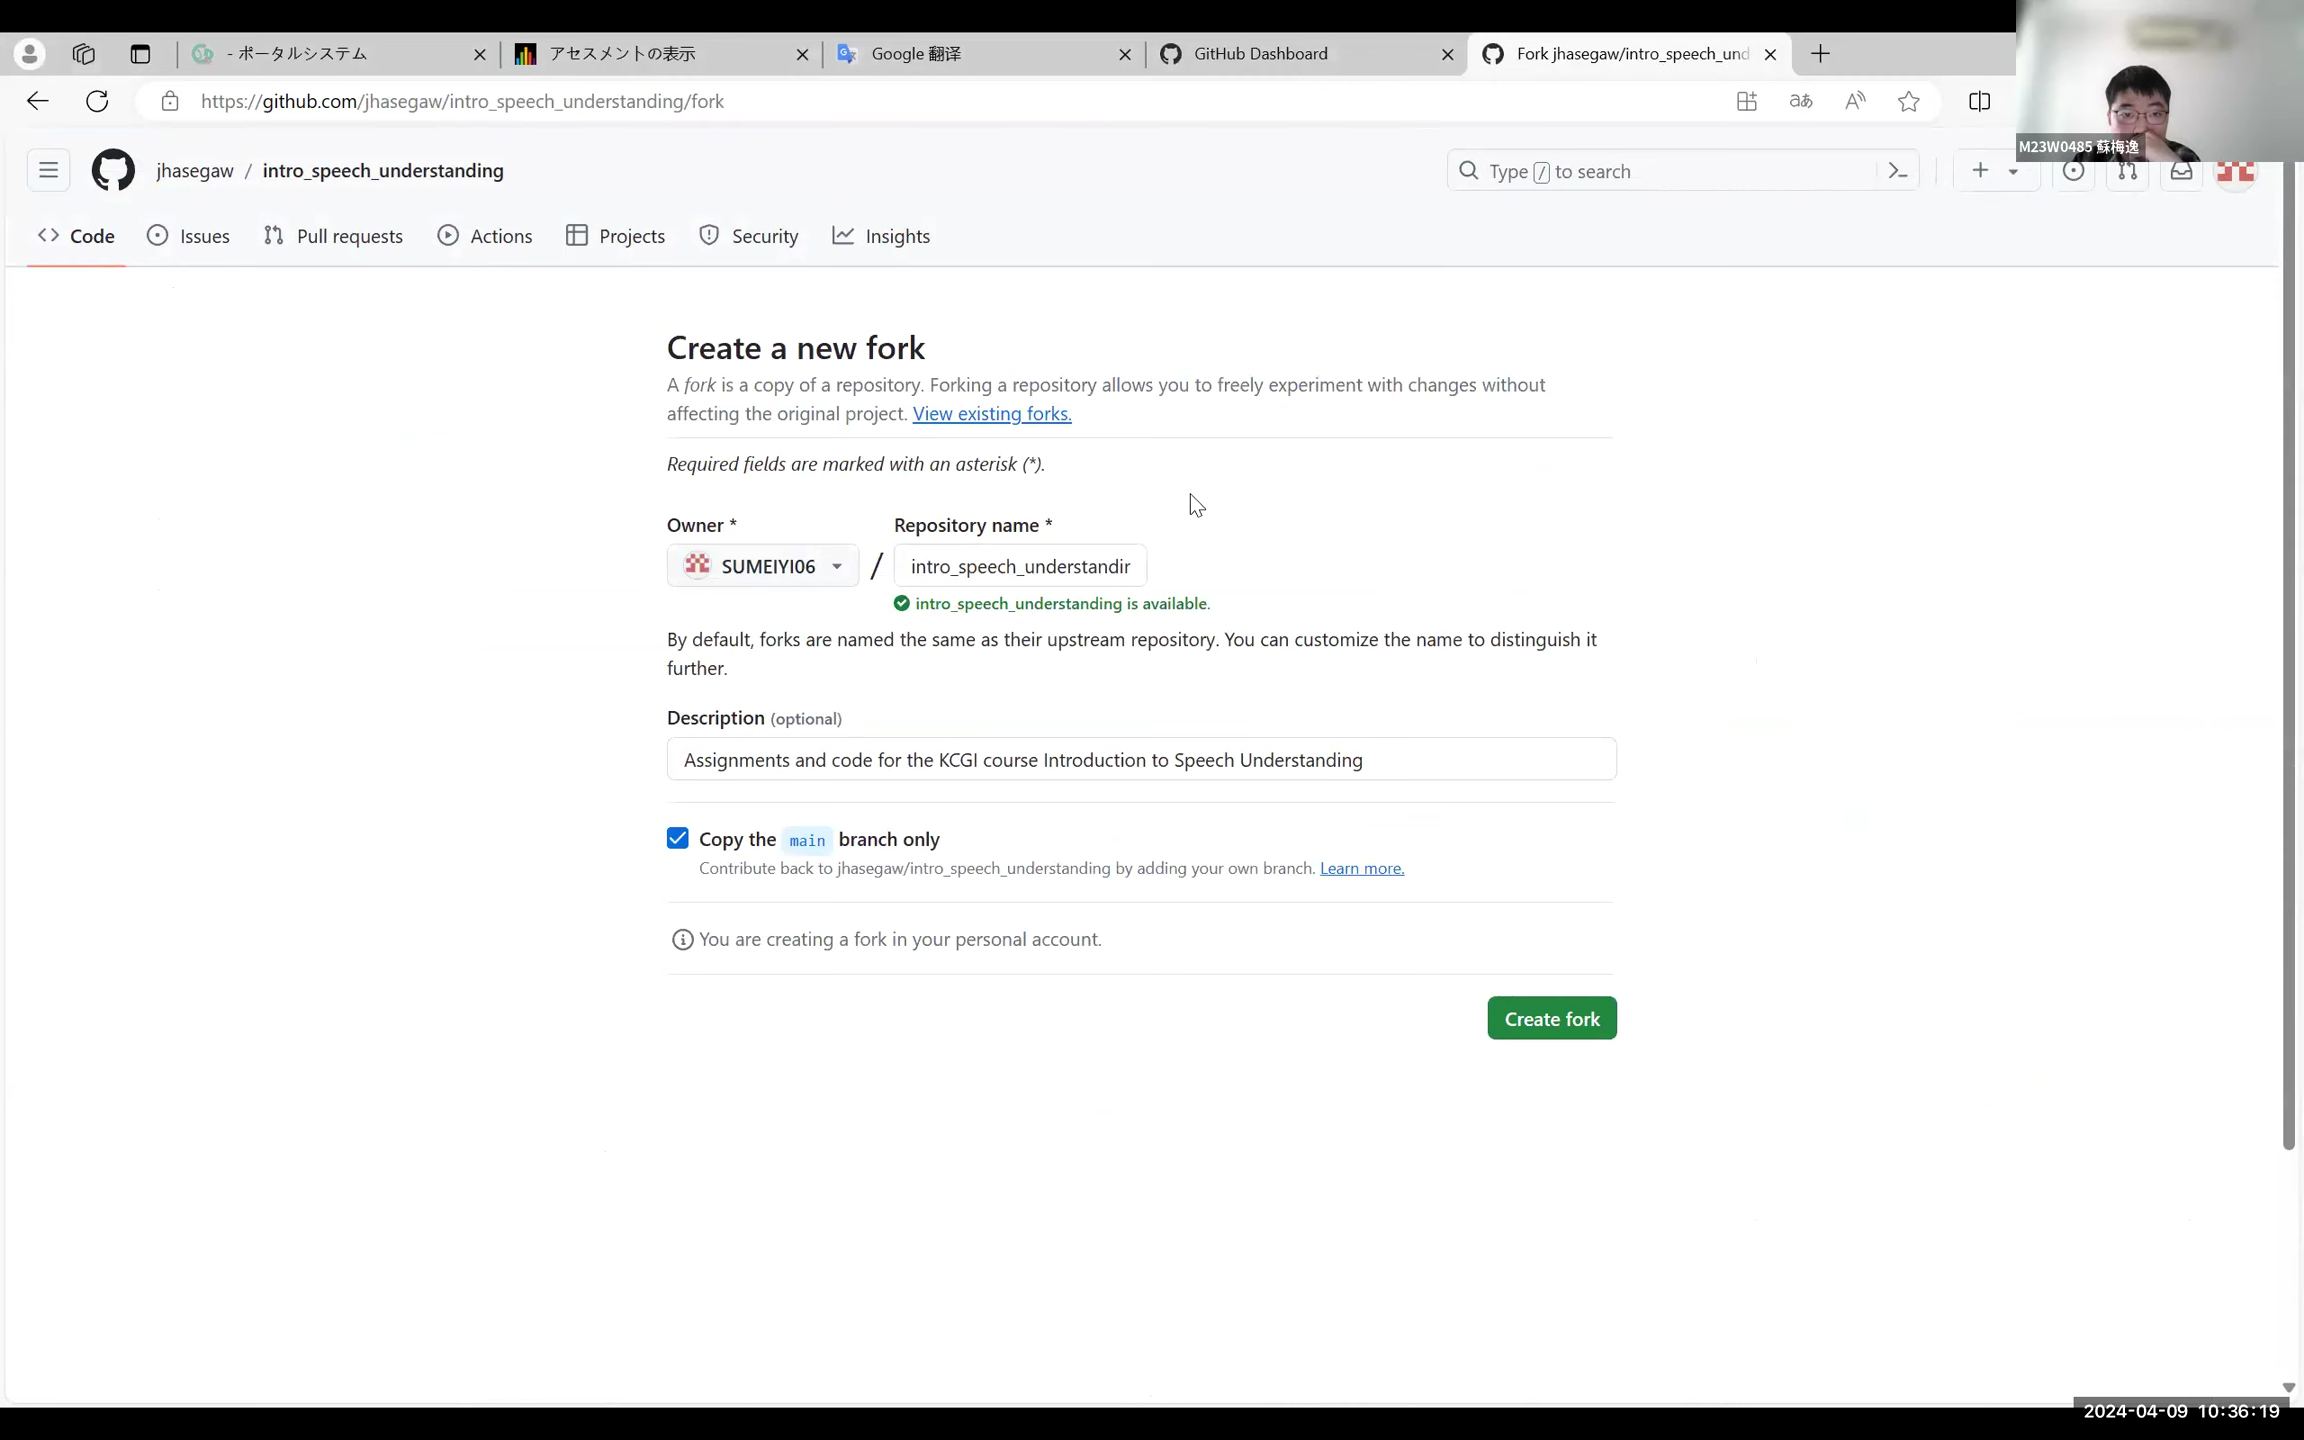 - ポータルシステム
アセスメントの表示
Google 翻译
GitHub Dashboard
Fork jhasegaw/intro_speech_und
https://github.com/jhasegaw/intro_speech_understanding/fork
M23W0485 蘇梅逸
jhasegaw / intro_speech_understanding
Type / to search
Code
Issues
Pull requests
Actions
Projects
Security
Insights
Create a new fork
A fork is a copy of a repository. Forking a repository allows you to freely experiment with changes without
affecting the original project. View existing forks.
Required fields are marked with an asterisk (*).
Owner *
Repository name *
SUMEIYI06 / intro_speech_understandir
intro_speech_understanding is available.
By default, forks are named the same as their upstream repository. You can customize the name to distinguish it
further.
Description (optional)
Assignments and code for the KCGI course Introduction to Speech Understanding
Copy the main branch only
Contribute back to jhasegaw/intro_speech_understanding by adding your own branch. Learn more.
You are creating a fork in your personal account.
Create fork
2024-04-09 10:36:19